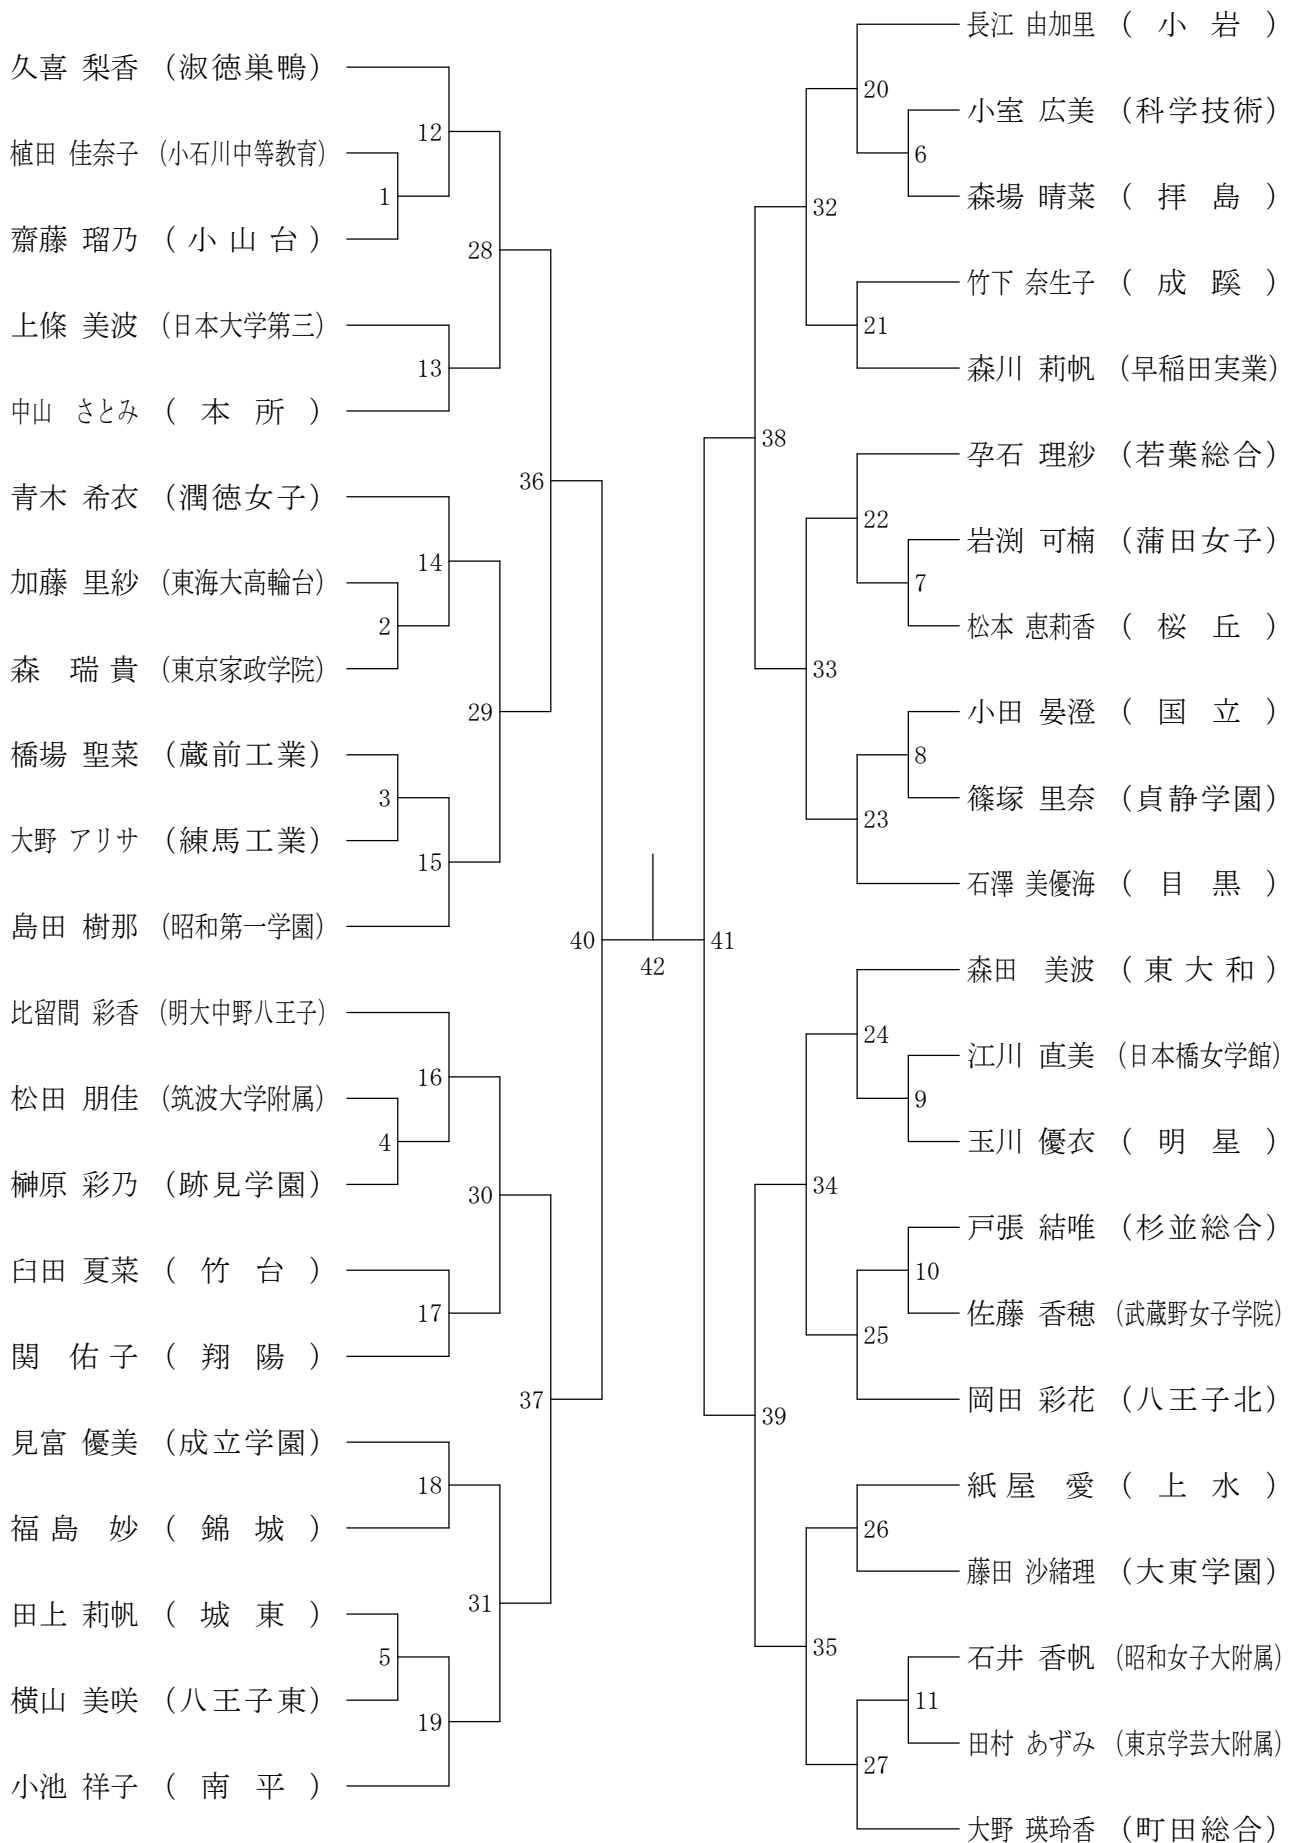 久喜 梨香 （淑徳巣鴨）
植田 佳奈子 （小石川中等教育）
齋藤 瑠乃 （小山台）
上條 美波 （日本大学第三）
中山 さとみ （本所）
青木 希衣 （潤徳女子）
加藤 里紗 （東海大高輪台）
森 瑞貴 （東京家政学院）
橋場 聖菜 （蔵前工業）
大野 アリサ （練馬工業）
島田 樹那 （昭和第一学園）
比留間 彩香 （明大中野八王子）
松田 朋佳 （筑波大学附属）
榊原 彩乃 （跡見学園）
臼田 夏菜 （竹台）
関 佑子 （翔陽）
見富 優美 （成立学園）
福島 妙 （錦城）
田上 莉帆 （城東）
横山 美咲 （八王子東）
小池 祥子 （南平）
1
2
3
4
5
12
13
14
15
16
17
18
19
28
29
30
31
36
37
40
42
41
38
39
32
33
34
35
20
21
22
23
24
25
26
27
6
7
8
9
10
11
長江 由加里 （小岩）
小室 広美 （科学技術）
森場 晴菜 （拝島）
竹下 奈生子 （成蹊）
森川 莉帆 （早稲田実業）
孕石 理紗 （若葉総合）
岩渕 可楠 （蒲田女子）
松本 恵莉香 （桜丘）
小田 晏澄 （国立）
篠塚 里奈 （貞静学園）
石澤 美優海 （目黒）
森田 美波 （東大和）
江川 直美 （日本橋女学館）
玉川 優衣 （明星）
戸張 結唯 （杉並総合）
佐藤 香穂 （武蔵野女子学院）
岡田 彩花 （八王子北）
紙屋 愛 （上水）
藤田 沙緒理 （大東学園）
石井 香帆 （昭和女子大附属）
田村 あずみ （東京学芸大附属）
大野 瑛玲香 （町田総合）